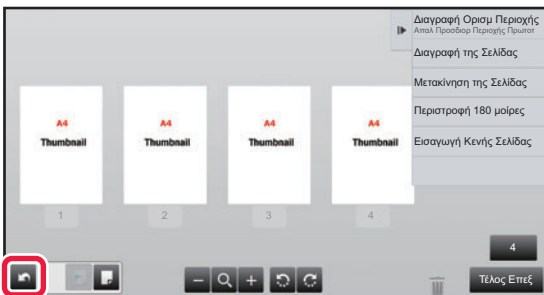 Διαγραφή Ορισμ Περιοχής
Απαλ Προσδιορ Περιοχής Πρωτοτ
Διαγραφή της Σελίδας
Μετακίνηση της Σελίδας
Περιστροφή 180 μοίρες
Εισαγωγή Κενής Σελίδας
A4 A4 A4 A4
Thumbnail Thumbnail Thumbnail Thumbnail
1 2 3 4
4
Τέλος Επεξ